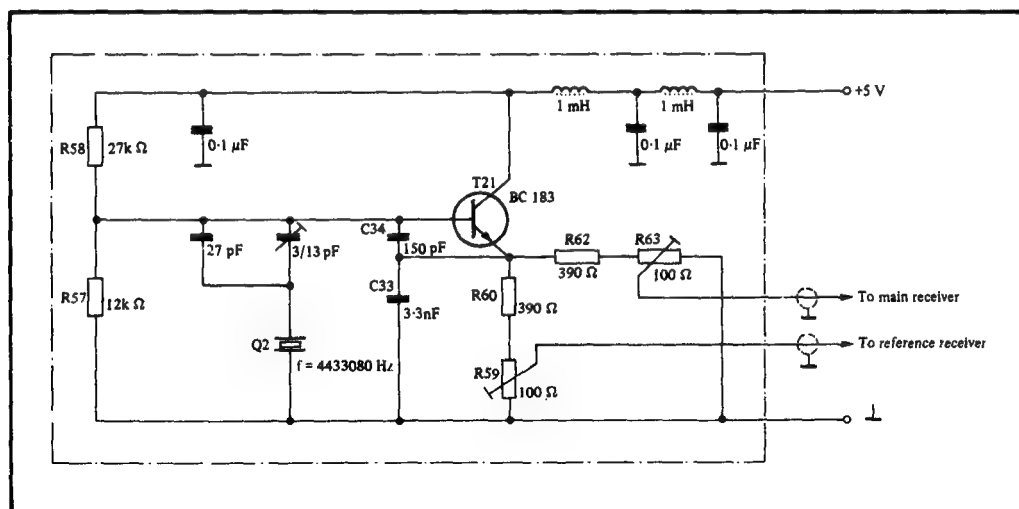 +5 V
1 mH
1 mH
0·1 µF
0·1 µF
0·1 µF
R58
27k Ω
T21
BC 183
27 pF
3/13 pF
C34
150 pF
R62
390 Ω
R63
100 Ω
C33
3·3nF
R60
390 Ω
R57
12k Ω
To main receiver
Q2
f = 4433080 Hz
To reference receiver
R59
100 Ω